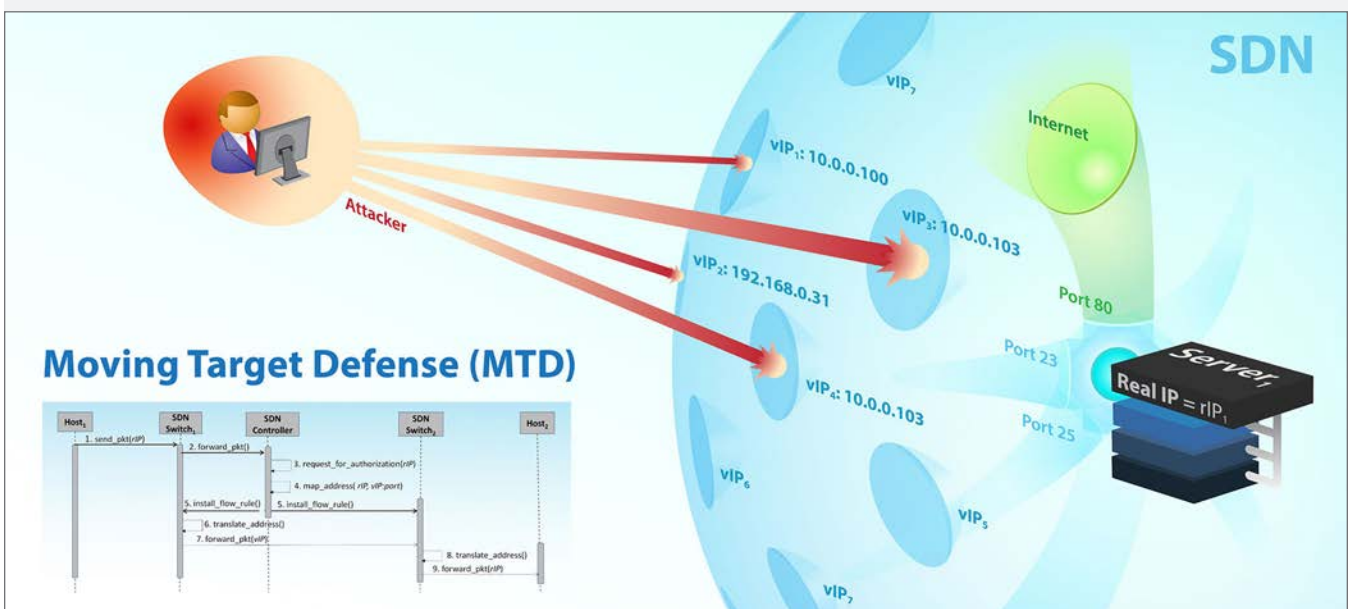 SDN
vIP₇
Internet
vIP₁: 10.0.0.100
vIP₃: 10.0.0.103
Attacker
vIP₂: 192.168.0.31
Port 80
Port 23
Server₁
Real IP = rIP₁
vIP₄: 10.0.0.103
Port 25
vIP₆
vIP₅
vIP₇
Moving Target Defense (MTD)
Host₁
SDN Switch₁
SDN Controller
SDN Switch₂
Host₂
1. send_pkt(rIP)
2. forward_pkt()
3. request_for_authorization(rIP)
4. map_address( rIP, vIP:port)
5. install_flow_rule()
5. install_flow_rule()
6. translate_address()
7. forward_pkt(vIP)
8. translate_address()
9. forward_pkt(rIP)